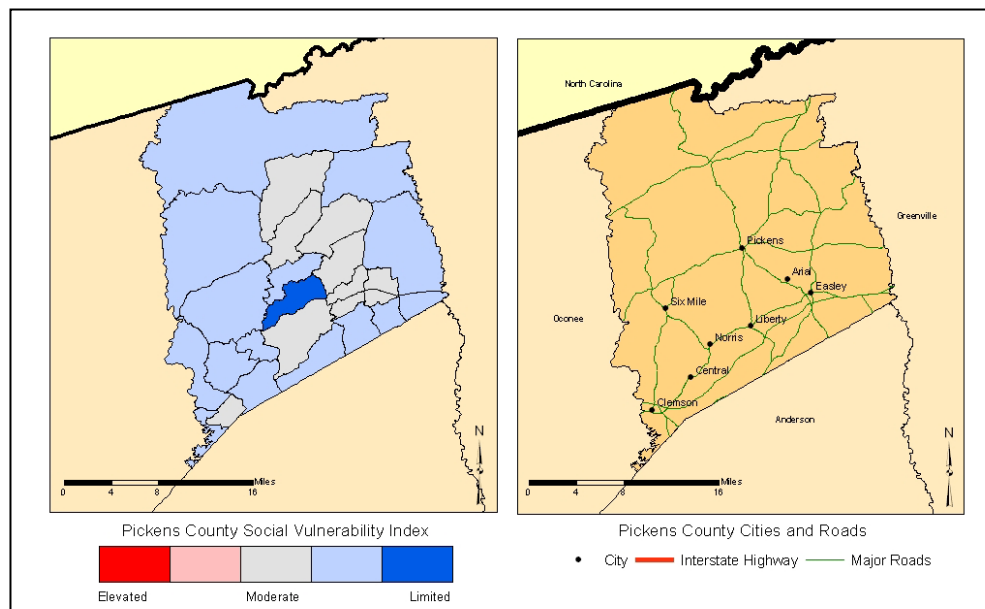 N
Miles
0 4 8 16
Pickens County Social Vulnerability Index
Elevated Moderate Limited
North Carolina
Greenville
Pickens
Arial
Easley
Six Mile
Oconee
Liberty
Norris
Central
Clemson
Anderson
N
Miles
0 4 8 16
Pickens County Cities and Roads
City Interstate Highway Major Roads